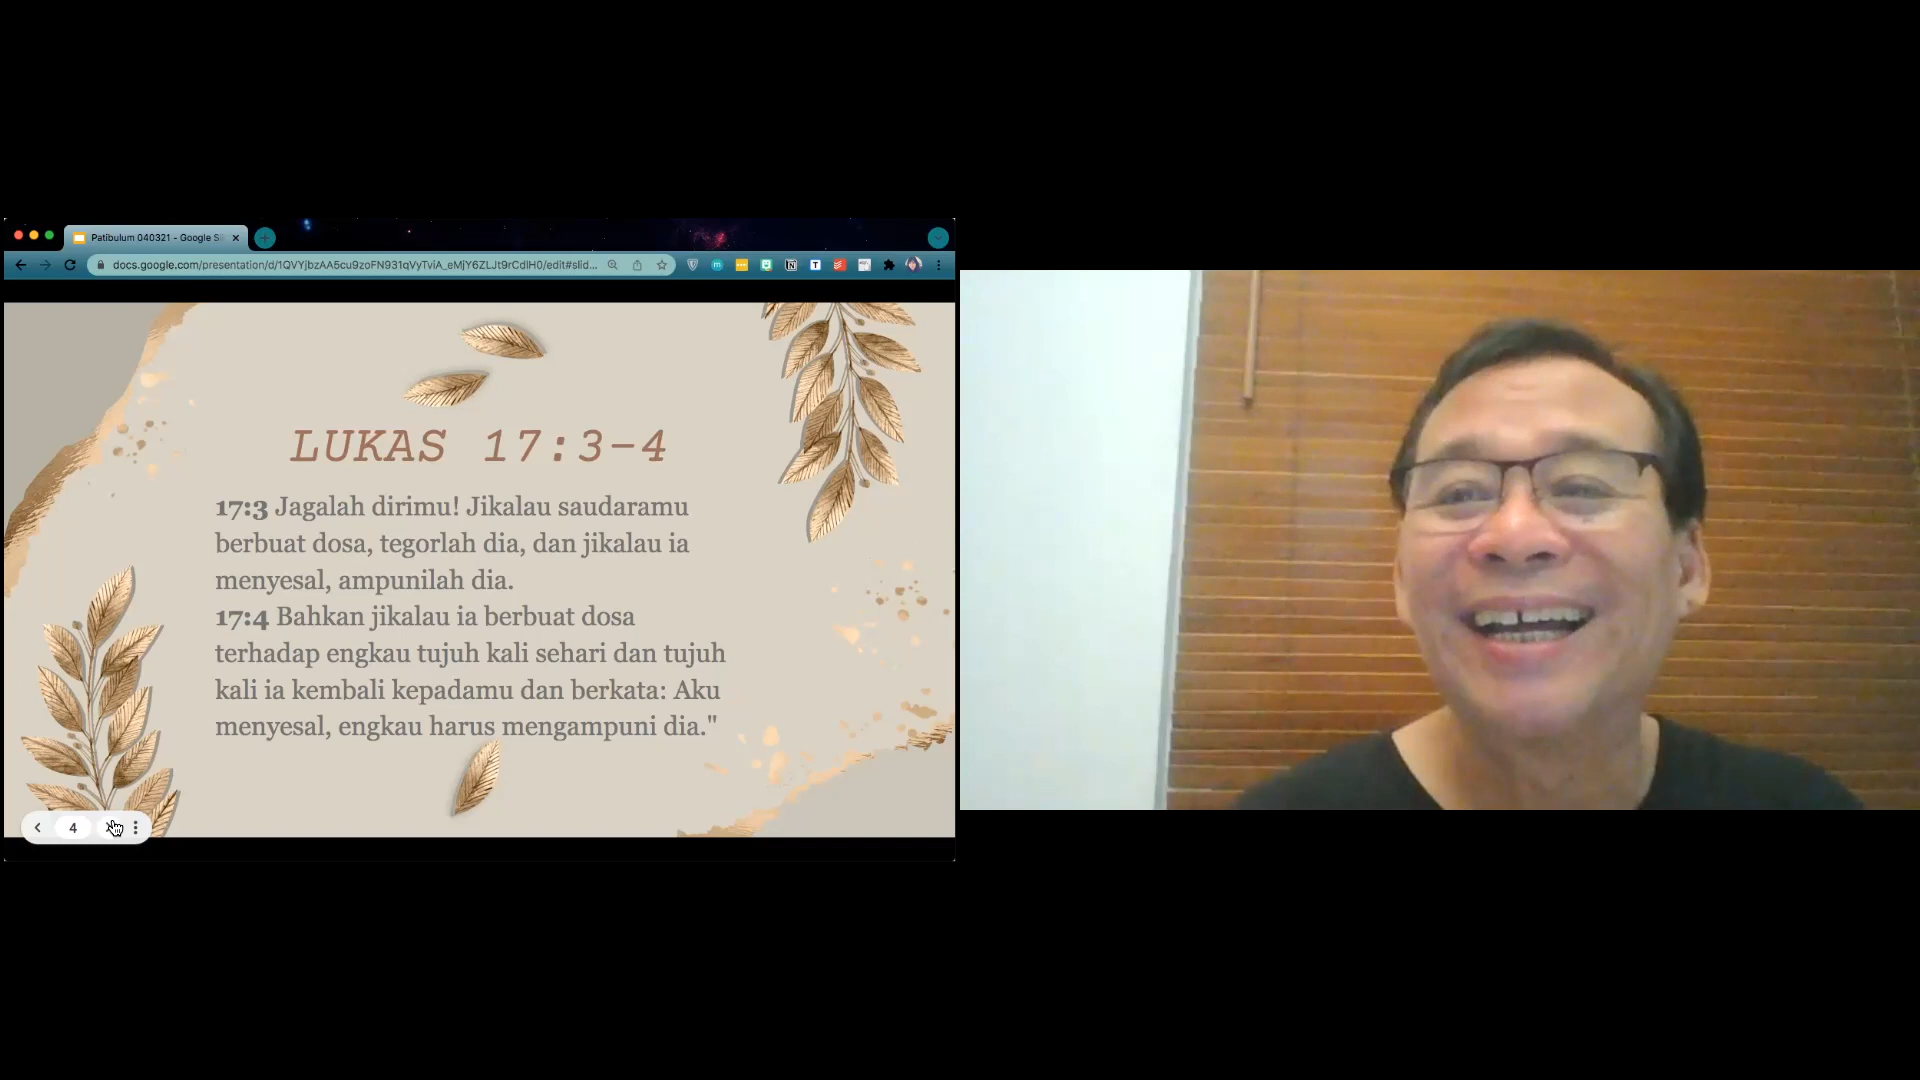 Patibulum 040321 - Google Sl
docs.google.com/presentation/d/1QVYjbzAA5cu9zoFN931qVyTviA_eMjY6ZLJt9rCdlH0/edit#slid...
LUKAS 17:3-4
17:3 Jagalah dirimu! Jikalau saudaramu
berbuat dosa, tegorlah dia, dan jikalau ia
menyesal, ampunilah dia.
17:4 Bahkan jikalau ia berbuat dosa
terhadap engkau tujuh kali sehari dan tujuh
kali ia kembali kepadamu dan berkata: Aku
menyesal, engkau harus mengampuni dia."
4